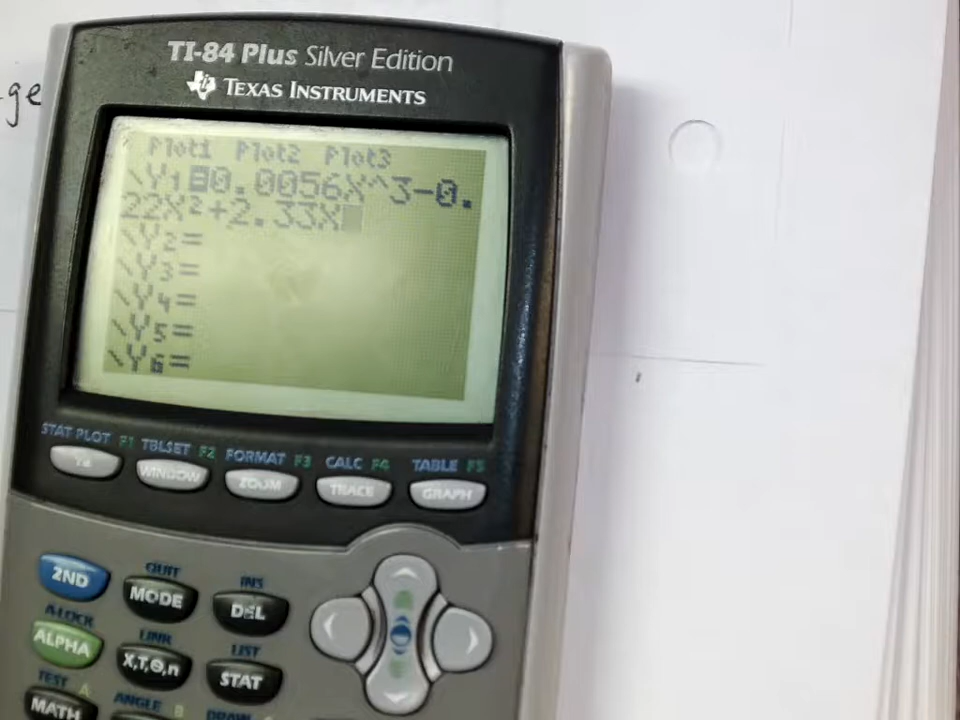 ge
TI-84 Plus Silver Edition
TEXAS INSTRUMENTS
Plot1 Plot2 Plot3
\Y1=0.0056X^3-0.
22X²+2.33X
\Y2=
\Y3=
\Y4=
\Y5=
\Y6=
STAT PLOT F1 TBLSET F2 FORMAT F3 CALC F4 TABLE F5
Y= WINDOW ZOOM TRACE GRAPH
QUIT INS
2ND MODE DEL
A-LOCK LINK LIST
ALPHA X,T,Θ,n STAT
TEST A ANGLE B DRAW C
MATH